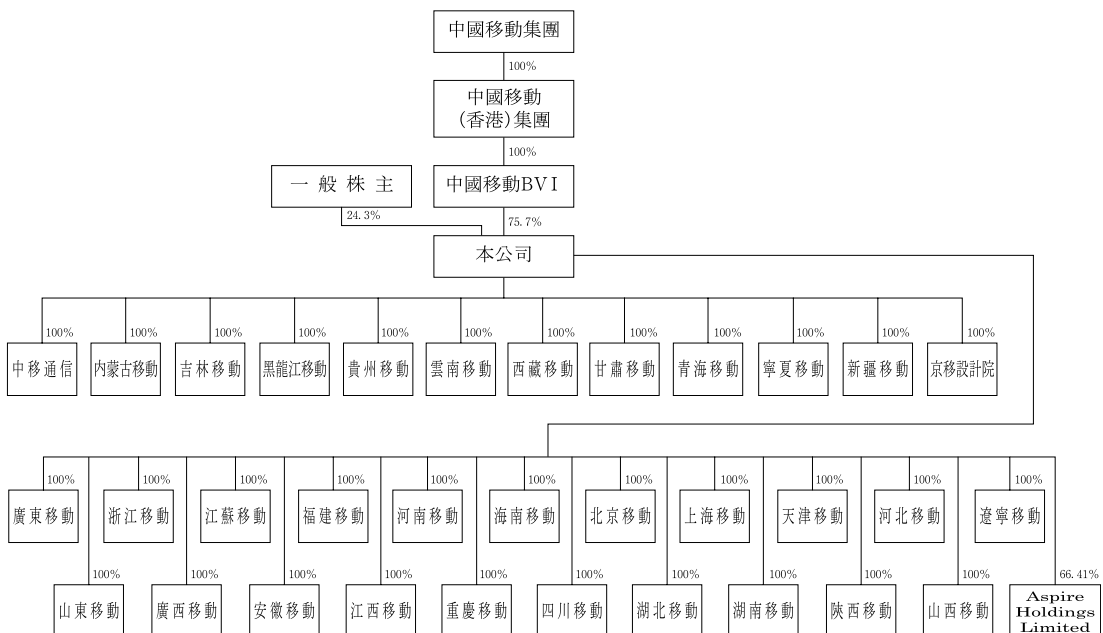 中國移動集團
100%
中國移動
(香港)集團
100%
一般株主
中國移動BVI
24.3%
75.7%
本公司
100%
100%
100%
100%
100%
100%
100%
100%
100%
100%
100%
100%
中移通信
内蒙古移動
吉林移動
黑龍江移動
貴州移動
雲南移動
西藏移動
甘肅移動
青海移動
寧夏移動
新疆移動
京移設計院
100%
100%
100%
100%
100%
100%
100%
100%
100%
100%
100%
廣東移動
浙江移動
江蘇移動
福建移動
河南移動
海南移動
北京移動
上海移動
天津移動
河北移動
遼寧移動
100%
100%
100%
100%
100%
100%
100%
100%
100%
100%
66.41%
山東移動
廣西移動
安徽移動
江西移動
重慶移動
四川移動
湖北移動
湖南移動
陝西移動
山西移動
Aspire
Holdings
Limited